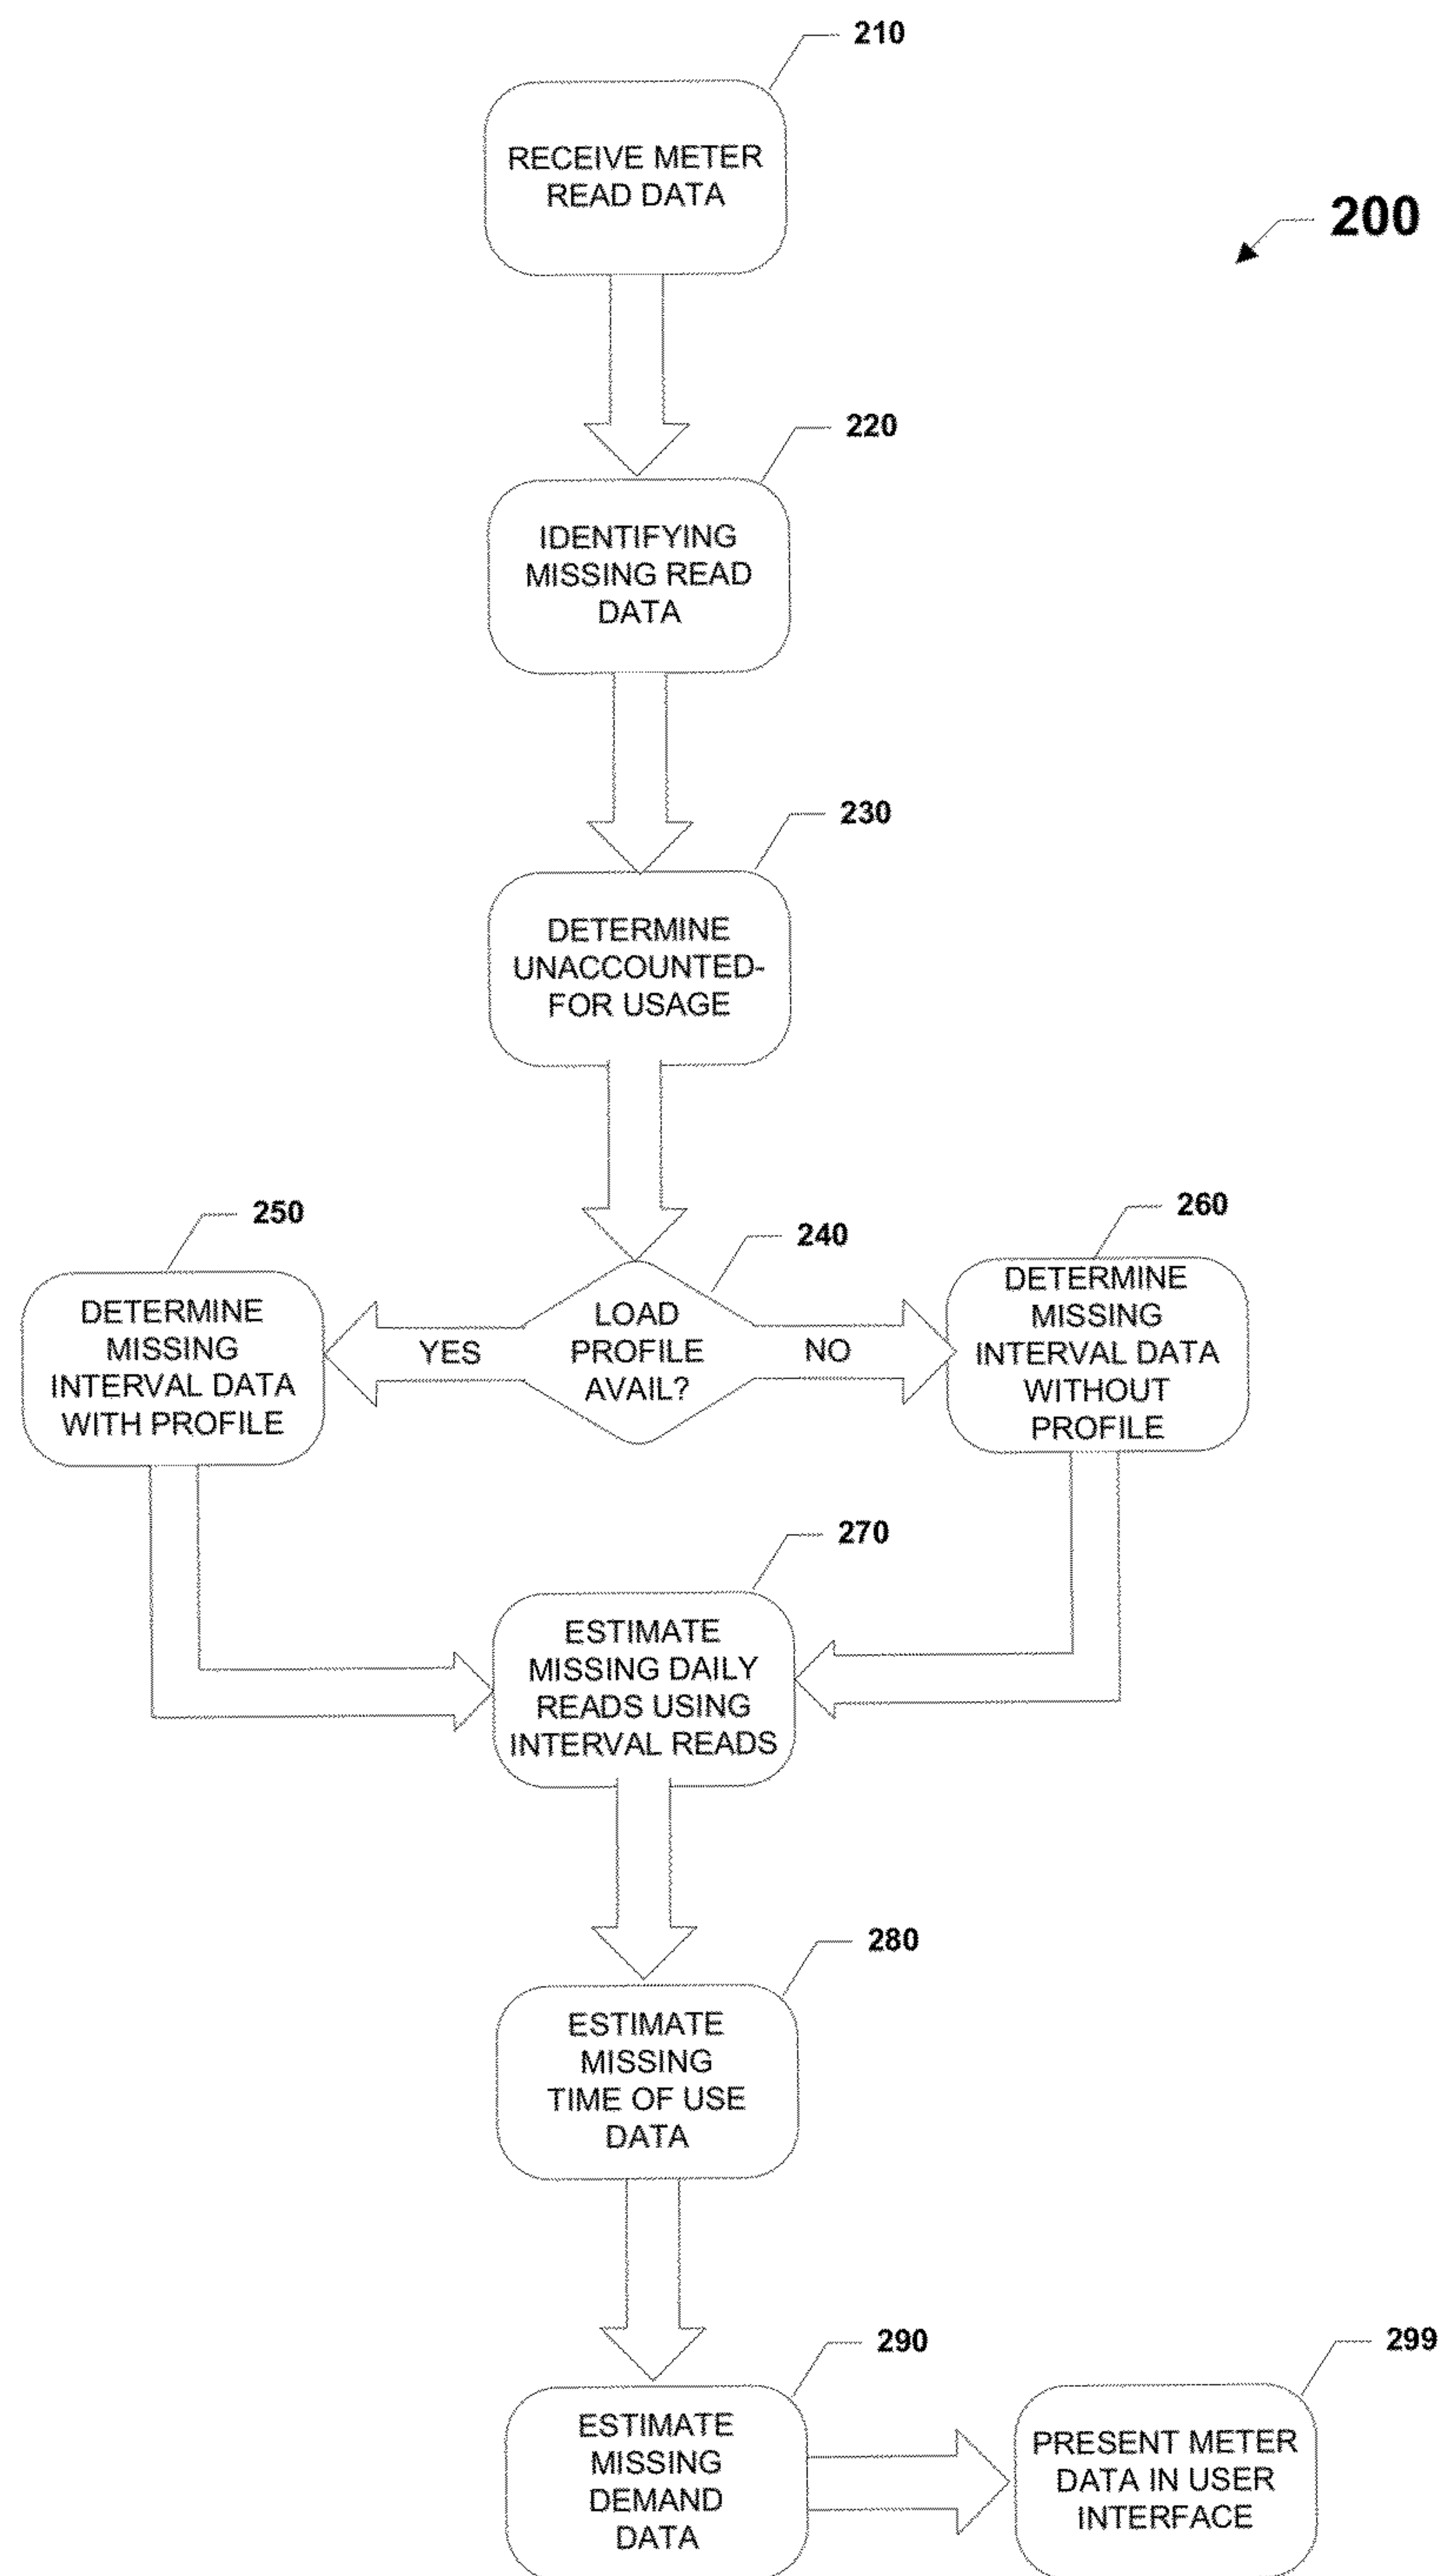 210
RECEIVE METER
READ DATA
200
220
IDENTIFYING
MISSING READ
DATA
230
DETERMINE
UNACCOUNTED-
FOR USAGE
240
LOAD
PROFILE
AVAIL?
YES
NO
250
DETERMINE
MISSING
INTERVAL DATA
WITH PROFILE
260
DETERMINE
MISSING
INTERVAL DATA
WITHOUT
PROFILE
270
ESTIMATE
MISSING DAILY
READS USING
INTERVAL READS
280
ESTIMATE
MISSING
TIME OF USE
DATA
290
ESTIMATE
MISSING
DEMAND
DATA
299
PRESENT METER
DATA IN USER
INTERFACE